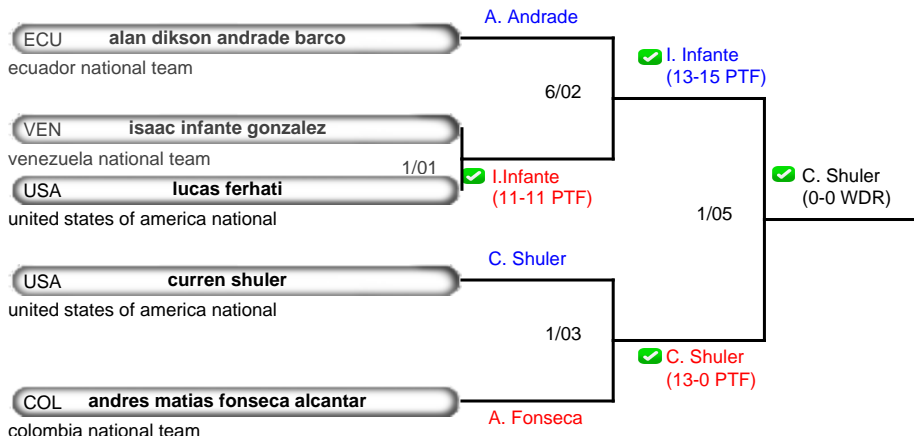 A. Andrade
ECU alan dikson andrade barco
ecuador national team
I. Infante
(13-15 PTF)
6/02
VEN isaac infante gonzalez
venezuela national team
1/01
I.Infante
(11-11 PTF)
USA lucas ferhati
united states of america national
C. Shuler
(0-0 WDR)
1/05
C. Shuler
USA curren shuler
united states of america national
1/03
C. Shuler
(13-0 PTF)
COL andres matias fonseca alcantar
A. Fonseca
colombia national team